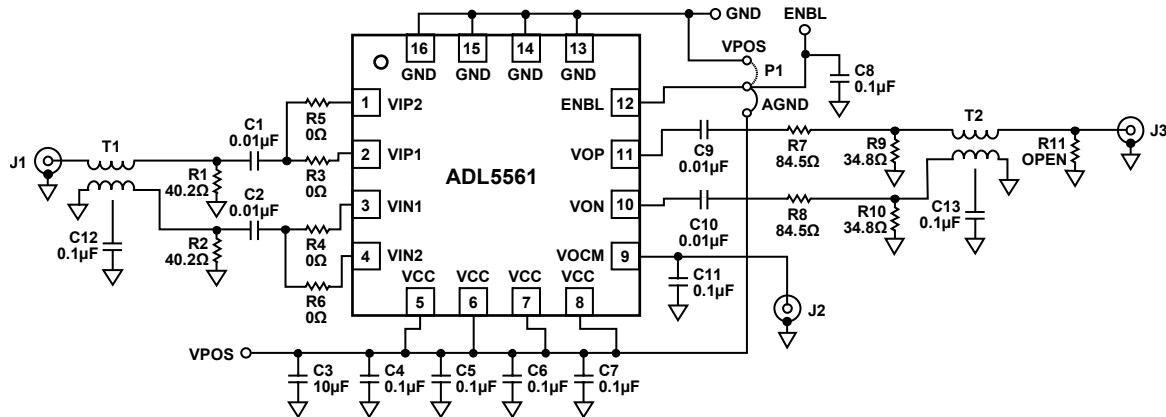 GND
ENBL
16
15
14
13
GND
GND
GND
GND
VPOS
P1
AGND
C8
0.1µF
1
VIP2
ENBL
12
C1
0.01µF
R5
0Ω
T1
J1
2
VIP1
R3
0Ω
R1
40.2Ω
ADL5561
VOP
11
C9
0.01µF
R7
84.5Ω
R9
34.8Ω
T2
R11
OPEN
J3
C2
0.01µF
3
VIN1
R4
0Ω
VON
10
C10
0.01µF
R8
84.5Ω
R10
34.8Ω
C13
0.1µF
C12
0.1µF
R2
40.2Ω
4
VIN2
R6
0Ω
VOCM
9
C11
0.1µF
J2
VCC
VCC
VCC
VCC
5
6
7
8
VPOS
C3
10µF
C4
0.1µF
C5
0.1µF
C6
0.1µF
C7
0.1µF